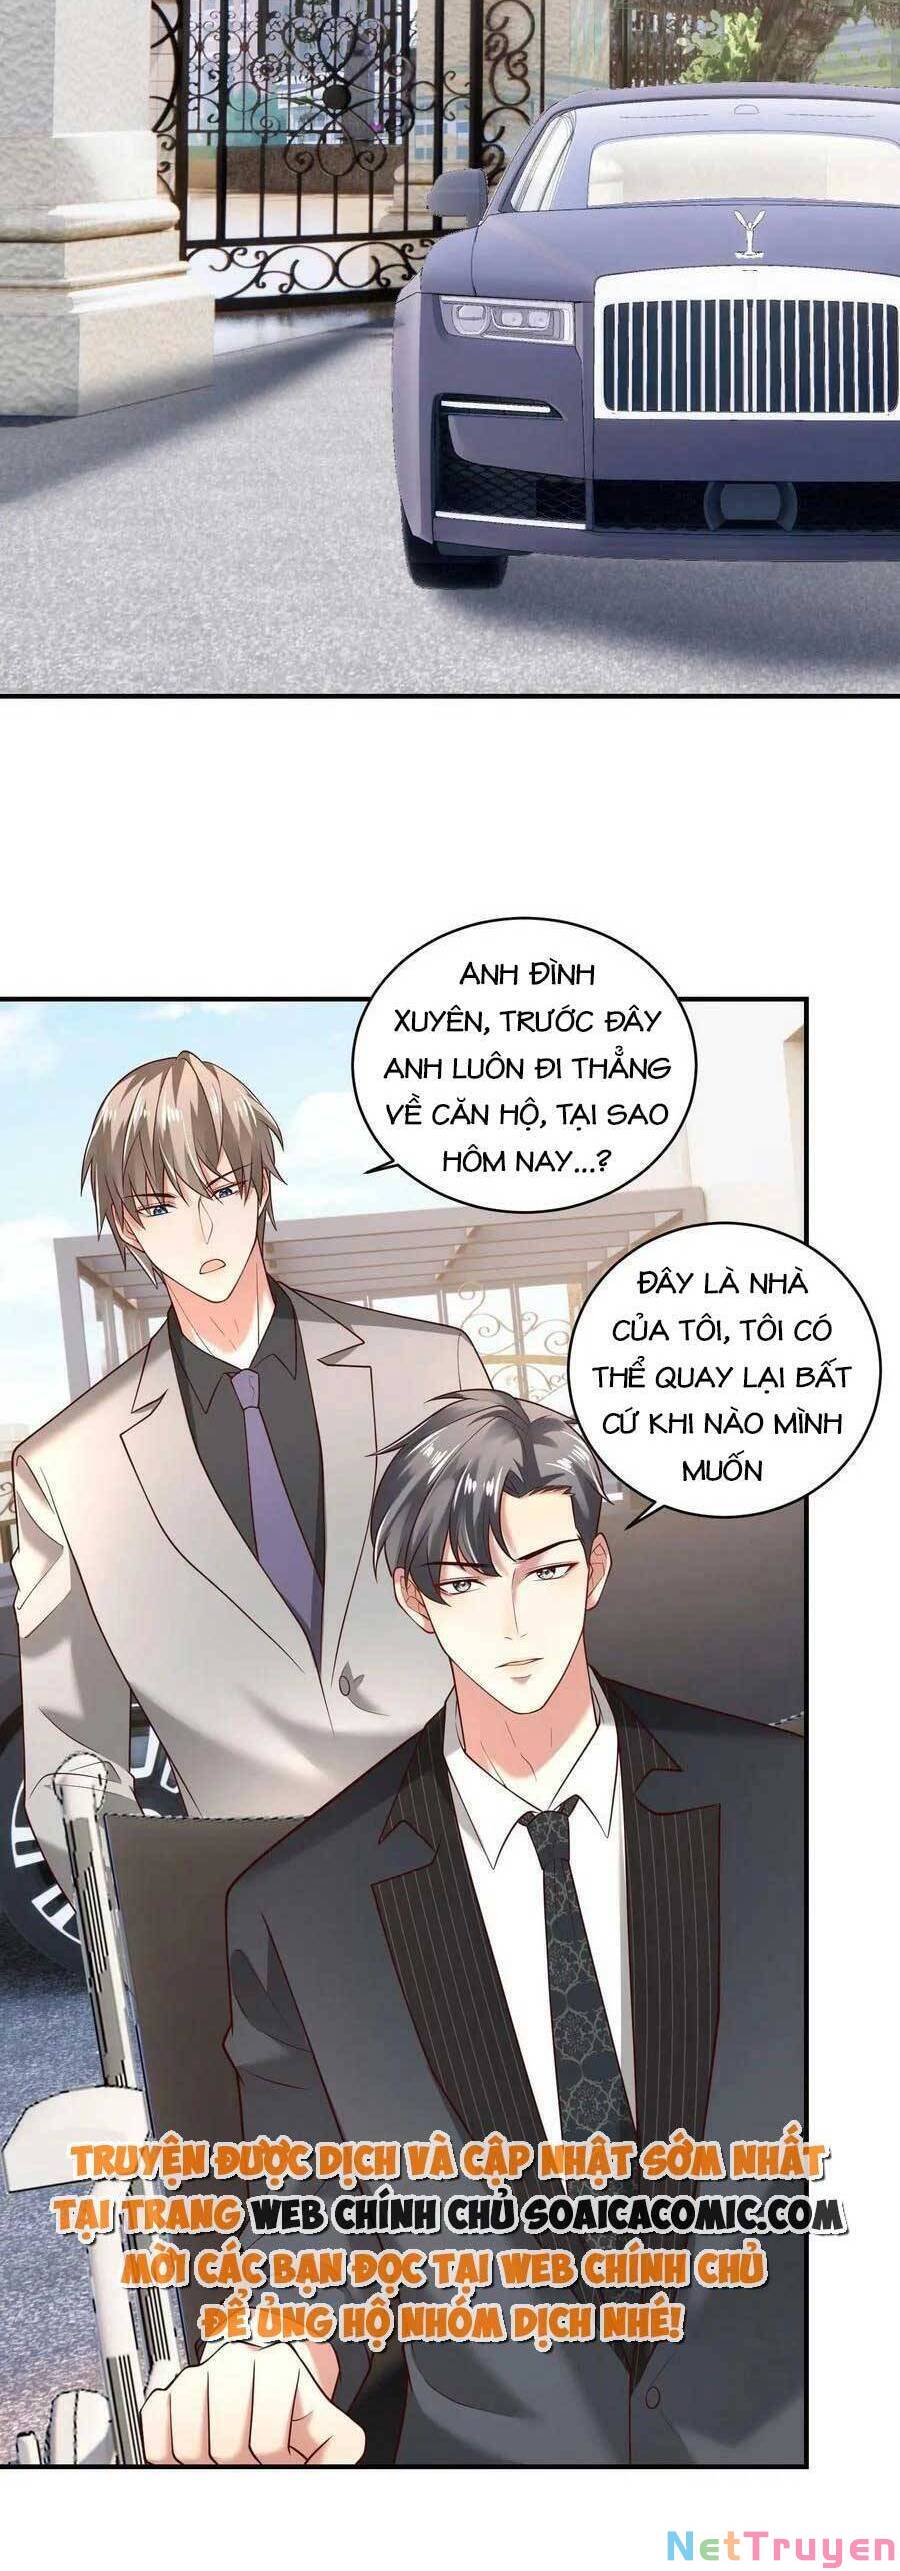 ANH ĐÌNH
XUYÊN, TRƯỚC ĐÂY
ANH LUÔN ĐI THẲNG
VỀ CĂN HỘ, TẠI SAO
HÔM NAY...?
ĐÂY LÀ NHÀ
CỦA TÔI, TÔI CÓ
THỂ QUAY LẠI BẤT
CỨ KHI NÀO MÌNH
MUỐN
TRUYỆN ĐƯỢC DỊCH VÀ CẬP NHẬT SỚM NHẤT
TẠI TRANG WEB CHÍNH CHỦ SOAICACOMIC.COM
MỜI CÁC BẠN ĐỌC TẠI WEB CHÍNH CHỦ
ĐỂ ỦNG HỘ NHÓM DỊCH NHÉ!
NetTruyen